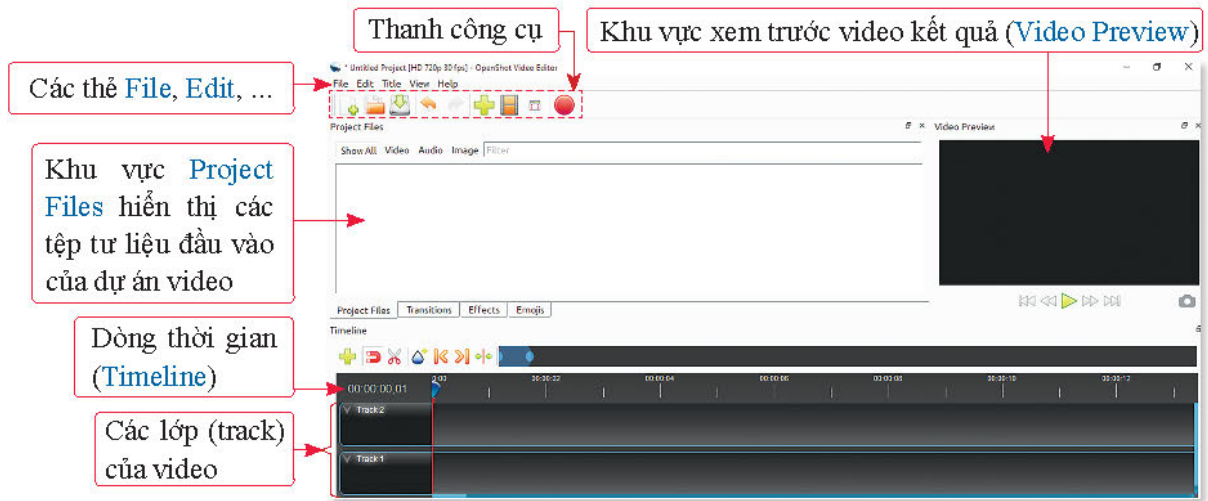 Thanh công cụ
Khu vực xem trước video kết quả (Video Preview)
Các thẻ File, Edit, ...
* Untitled Project [HD 720p 30 fps] - OpenShot Video Editor
File Edit Title View Help
Project Files
Video Preview
Show All Video Audio Image Filter
Khu vực Project
Files hiển thị các
tệp tư liệu đầu vào
của dự án video
Project Files Transitions Effects Emojis
Timeline
Dòng thời gian
(Timeline)
00:00:00,01
0:00 00:00:02 00:00:04 00:00:06 00:00:08 00:00:10 00:00:12
Các lớp (track)
của video
Track 2
Track 1